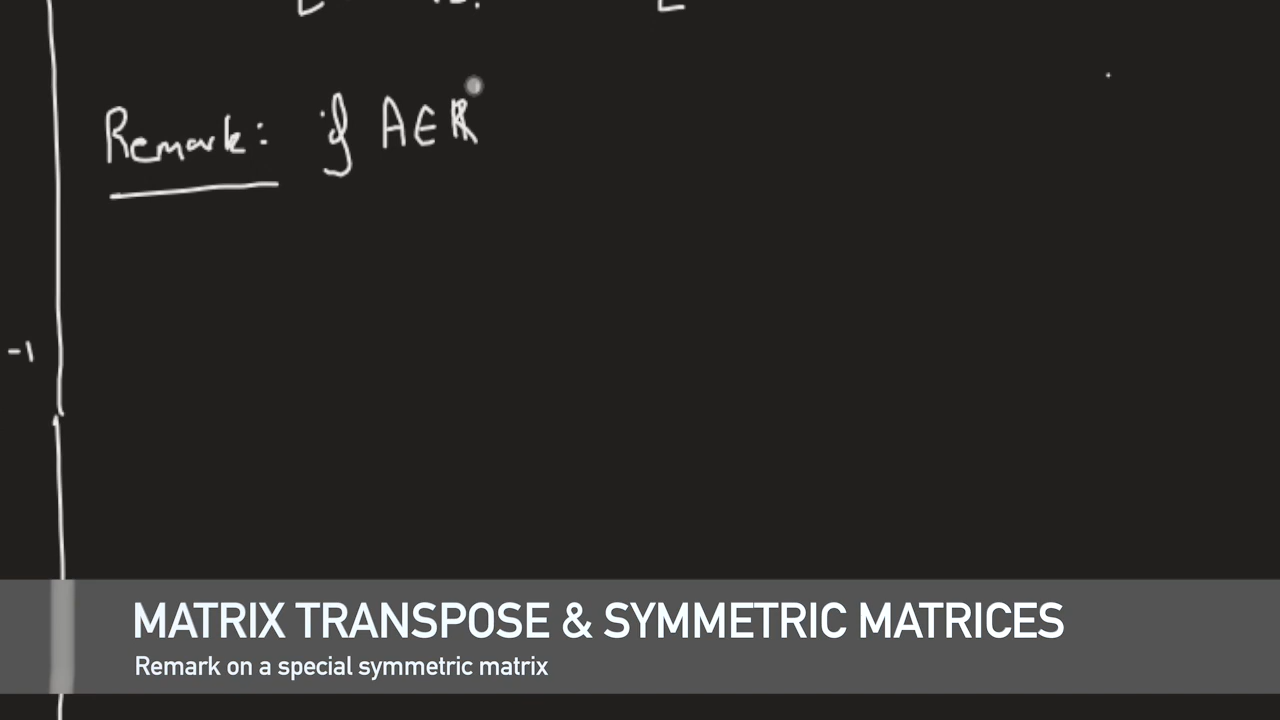 Remark: if A ∈ ℝ
-1
MATRIX TRANSPOSE & SYMMETRIC MATRICES
Remark on a special symmetric matrix